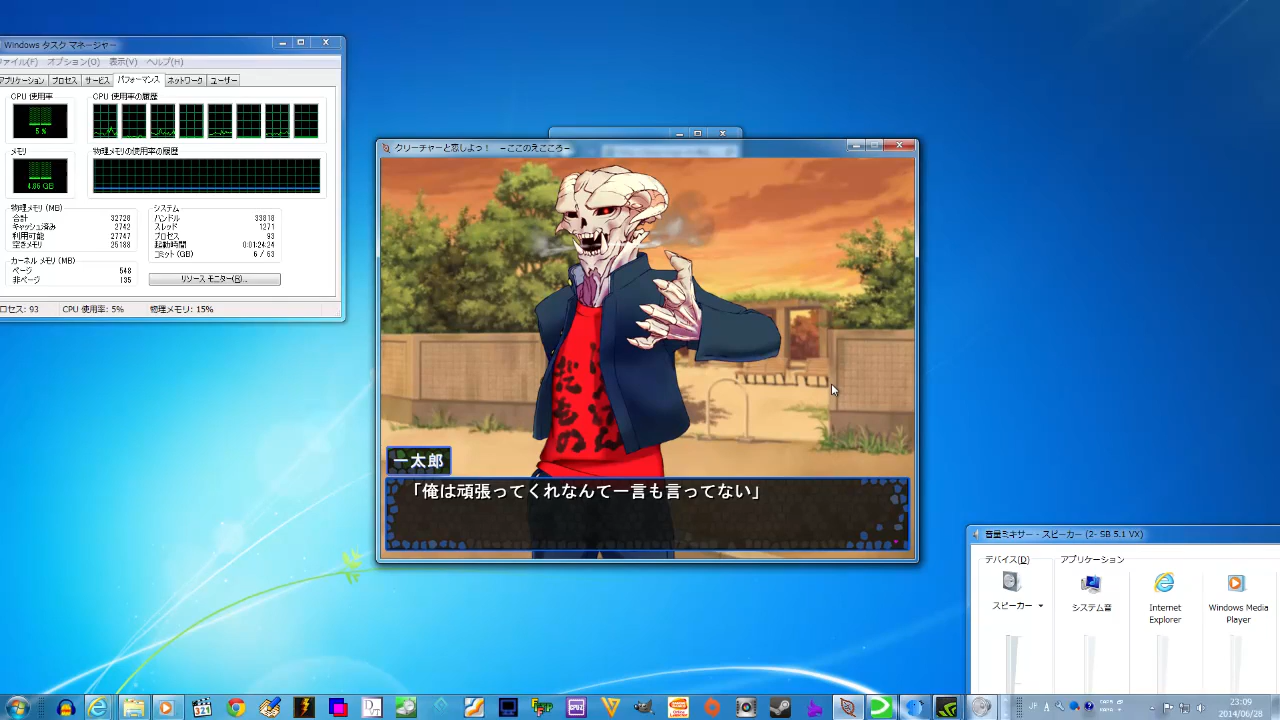 Windows タスク マネージャー
ファイル(F) オプション(O) 表示(V) ヘルプ(H)
アプリケーション プロセス サービス パフォーマンス ネットワーク ユーザー
CPU 使用率
CPU 使用率の履歴
5 %
メモリ
物理メモリの使用率の履歴
4.86 GB
物理メモリ (MB)
合計 32728
キャッシュ済み 2742
利用可能 27747
空きメモリ 25188
カーネル メモリ (MB)
ページ 548
非ページ 135
システム
ハンドル 33818
スレッド 1271
プロセス 93
起動時間 0:01:24:24
コミット (GB) 6 / 63
リソース モニター(R)...
ロセス: 93 CPU 使用率: 5% 物理メモリ: 15%
クリーチャーと恋しよっ！ －ここのえこころ－
一太郎
「俺は頑張ってくれなんて一言も言ってない」
音量ミキサー - スピーカー (2- SB 5.1 VX)
デバイス(D)
アプリケーション
スピーカー
システム音
Internet Explorer
Windows Media Player
321
JP A
CAPS
KANA
23:09
2014/06/28